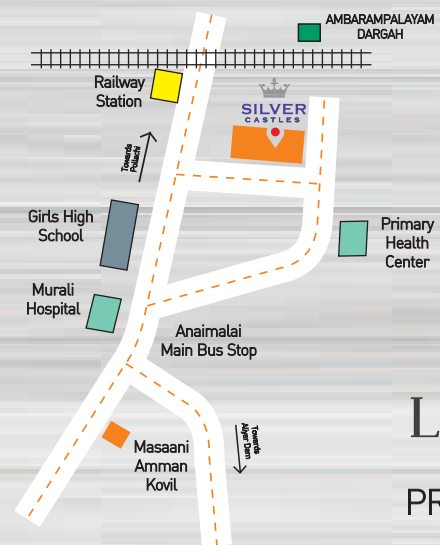 AMBARAMPALAYAM
DARGAH
Railway
Station
SILVER
CASTLES
Towards
Pollachi
Girls High
School
Primary
Health
Center
Murali
Hospital
Anaimalai
Main Bus Stop
Towards
Aliyer Dam
Masaani
Amman
Kovil
L
PR